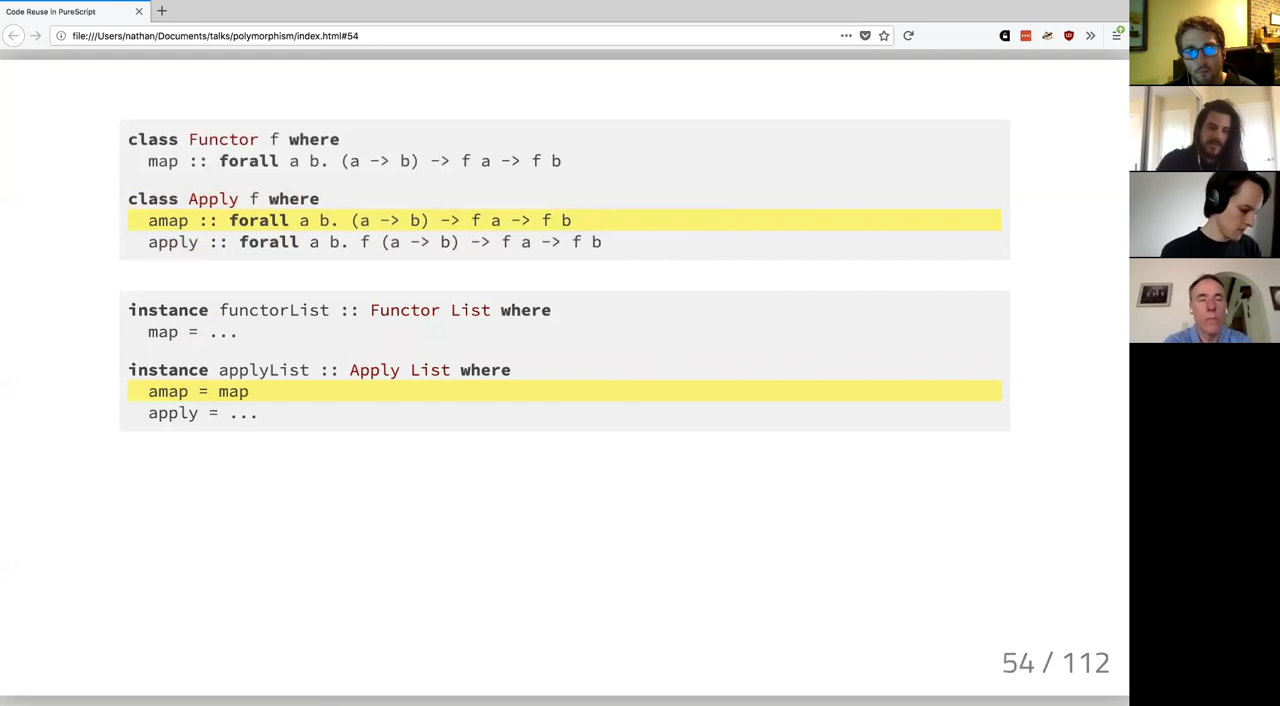 Code Reuse in PureScript
file:///Users/nathan/Documents/talks/polymorphism/index.html#54
class Functor f where
map :: forall a b. (a -> b) -> f a -> f b
class Apply f where
amap :: forall a b. (a -> b) -> f a -> f b
apply :: forall a b. f (a -> b) -> f a -> f b
instance functorList :: Functor List where
map = ...
instance applyList :: Apply List where
amap = map
apply = ...
54 / 112